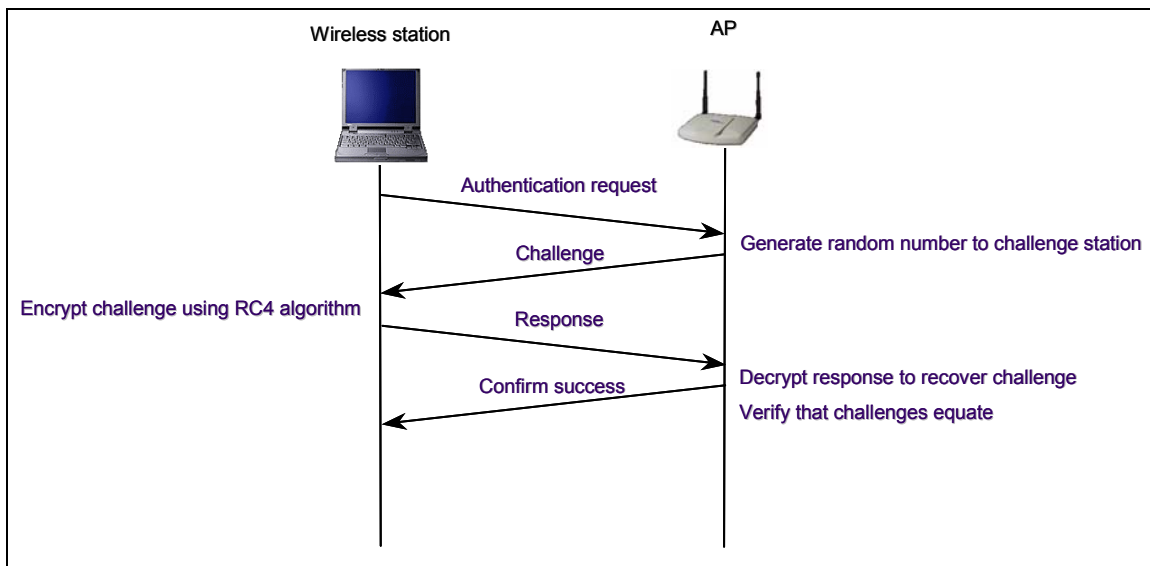 Wireless station
AP
Authentication request
Generate random number to challenge station
Challenge
Encrypt challenge using RC4 algorithm
Response
Decrypt response to recover challenge
Confirm success
Verify that challenges equate